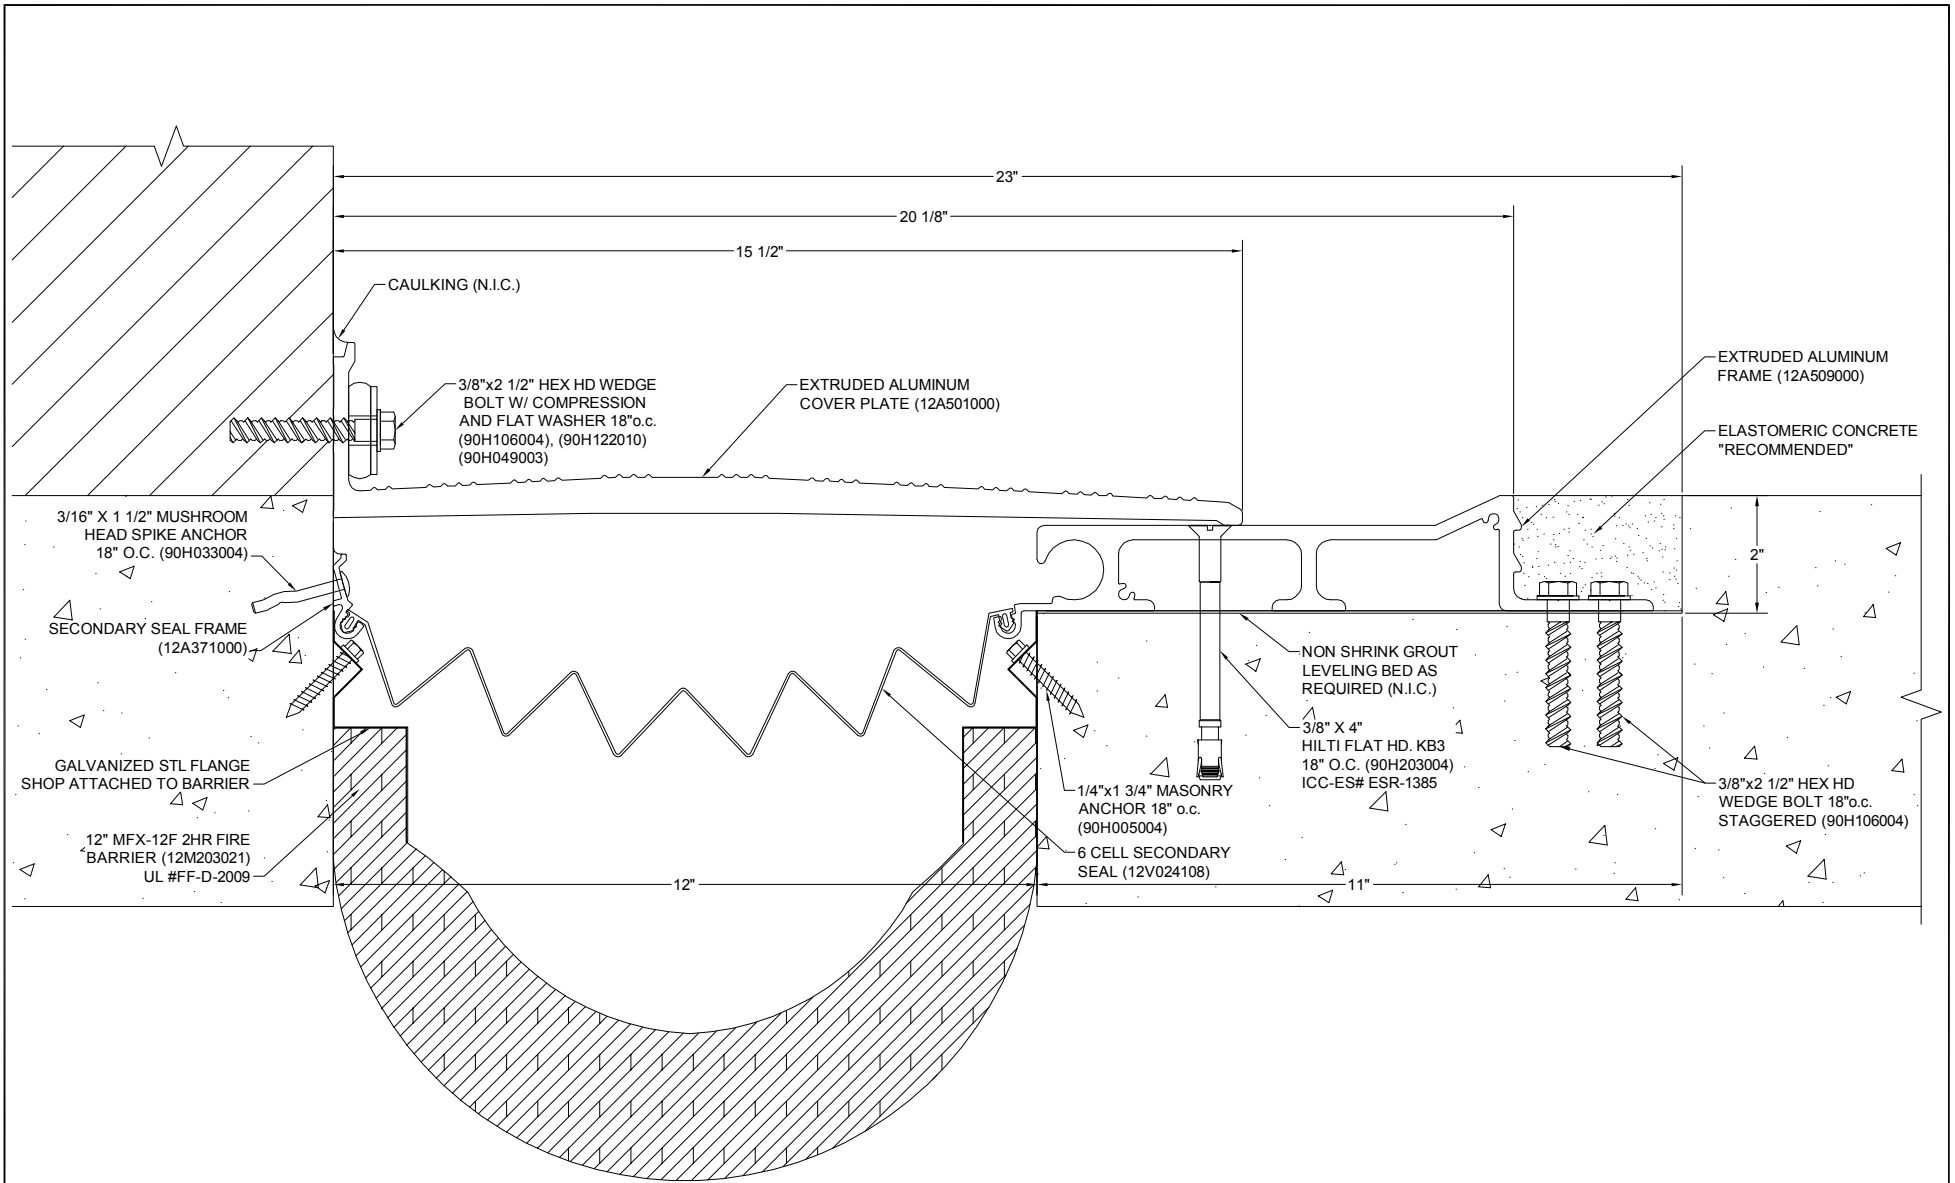 23"
20 1/8"
15 1/2"
CAULKING (N.I.C.)
3/8"x2 1/2" HEX HD WEDGE
BOLT W/ COMPRESSION
AND FLAT WASHER 18"o.c.
(90H106004), (90H122010)
(90H049003)
EXTRUDED ALUMINUM
COVER PLATE (12A501000)
EXTRUDED ALUMINUM
FRAME (12A509000)
ELASTOMERIC CONCRETE
"RECOMMENDED"
3/16" X 1 1/2" MUSHROOM
HEAD SPIKE ANCHOR
18" O.C. (90H033004)
2"
SECONDARY SEAL FRAME
(12A371000)
NON SHRINK GROUT
LEVELING BED AS
REQUIRED (N.I.C.)
3/8" X 4"
HILTI FLAT HD. KB3
18" O.C. (90H203004)
ICC-ES# ESR-1385
GALVANIZED STL FLANGE
SHOP ATTACHED TO BARRIER
1/4"x1 3/4" MASONRY
ANCHOR 18" o.c.
(90H005004)
3/8"x2 1/2" HEX HD
WEDGE BOLT 18"o.c.
STAGGERED (90H106004)
12" MFX-12F 2HR FIRE
BARRIER (12M203021)
UL #FF-D-2009
6 CELL SECONDARY
SEAL (12V024108)
12"
11"